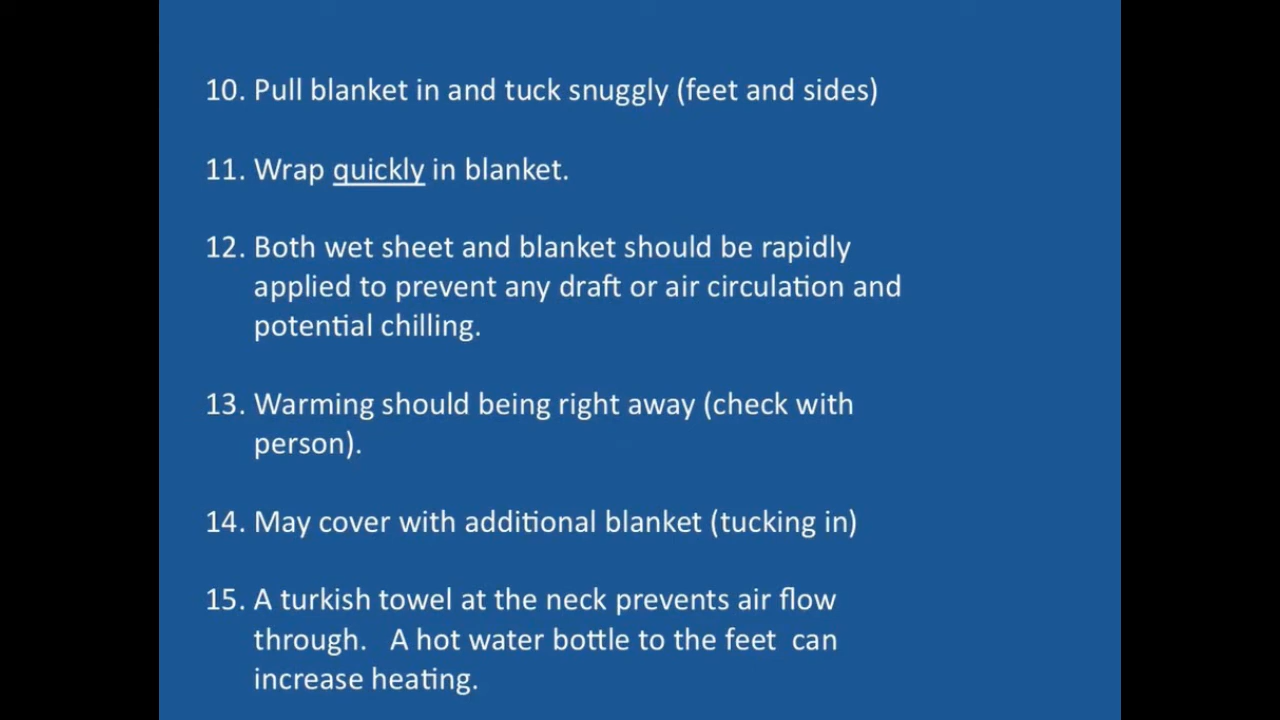 10. Pull blanket in and tuck snuggly (feet and sides)
11. Wrap quickly in blanket.
12. Both wet sheet and blanket should be rapidly
applied to prevent any draft or air circulation and
potential chilling.
13. Warming should being right away (check with
person).
14. May cover with additional blanket (tucking in)
15. A turkish towel at the neck prevents air flow
through.   A hot water bottle to the feet  can
increase heating.